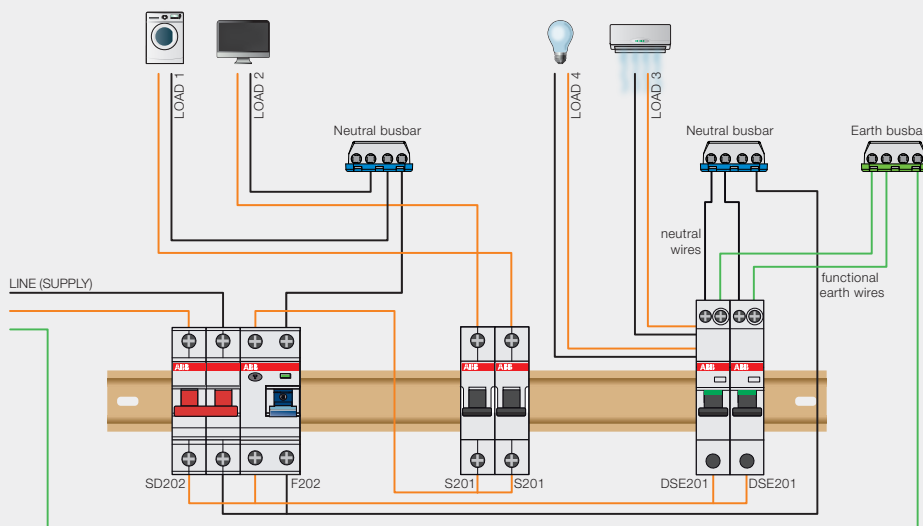 LOAD 1
LOAD 2
LOAD 4
LOAD 3
Neutral busbar
Neutral busbar
Earth busba
neutral
wires
functional
earth wires
LINE (SUPPLY)
ABB
ABB
ABB
ABB
ABB
ABB
SD202
F202
S201
S201
DSE201
DSE201